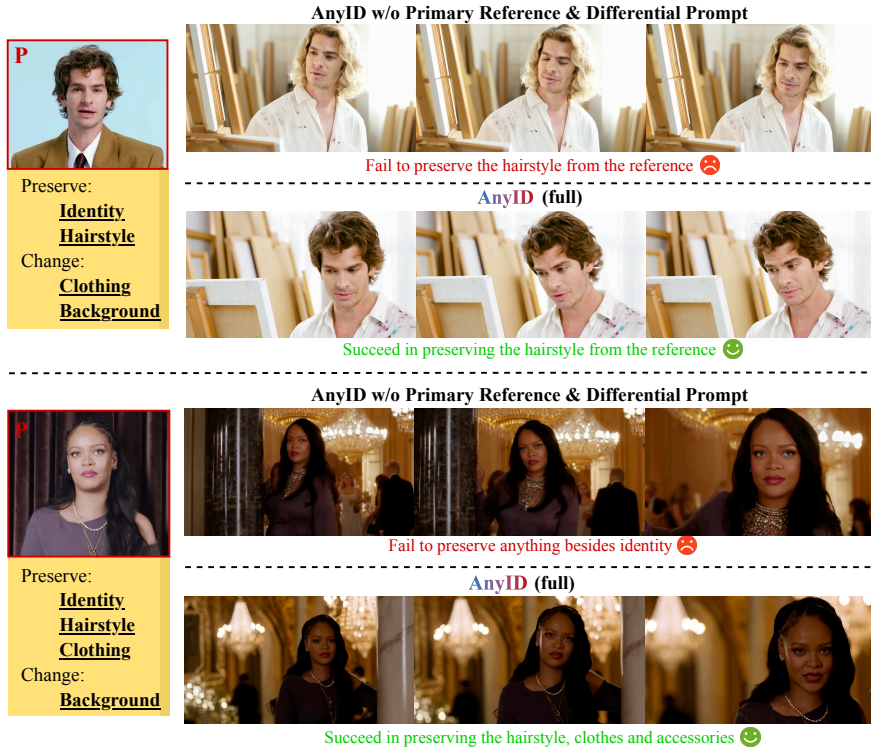 AnyID w/o Primary Reference & Differential Prompt
P
Fail to preserve the hairstyle from the reference
Preserve:
Identity
Hairstyle
Change:
Clothing
Background
AnyID (full)
Succeed in preserving the hairstyle from the reference
AnyID w/o Primary Reference & Differential Prompt
P
Fail to preserve anything besides identity
Preserve:
Identity
Hairstyle
Clothing
Change:
Background
AnyID (full)
Succeed in preserving the hairstyle, clothes and accessories